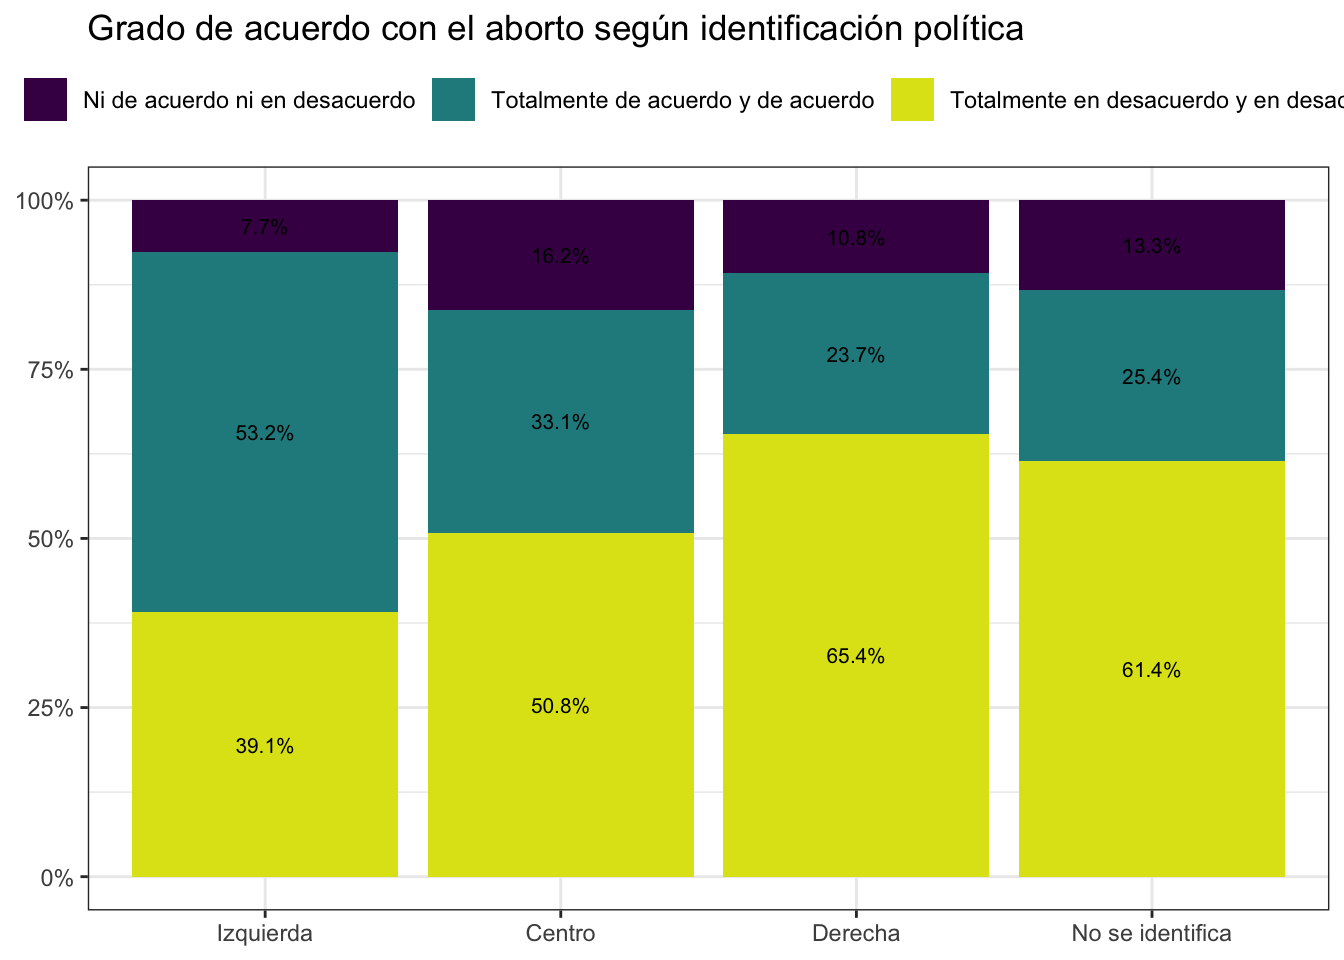 Grado de acuerdo con el aborto según identificación política
Ni de acuerdo ni en desacuerdo Totalmente de acuerdo y de acuerdo Totalmente en desacuerdo y en desac
100%
75%
50%
25%
0%
7.7% 16.2% 10.8% 13.3%
53.2% 33.1% 23.7% 25.4%
39.1% 50.8% 65.4% 61.4%
Izquierda Centro Derecha No se identifica